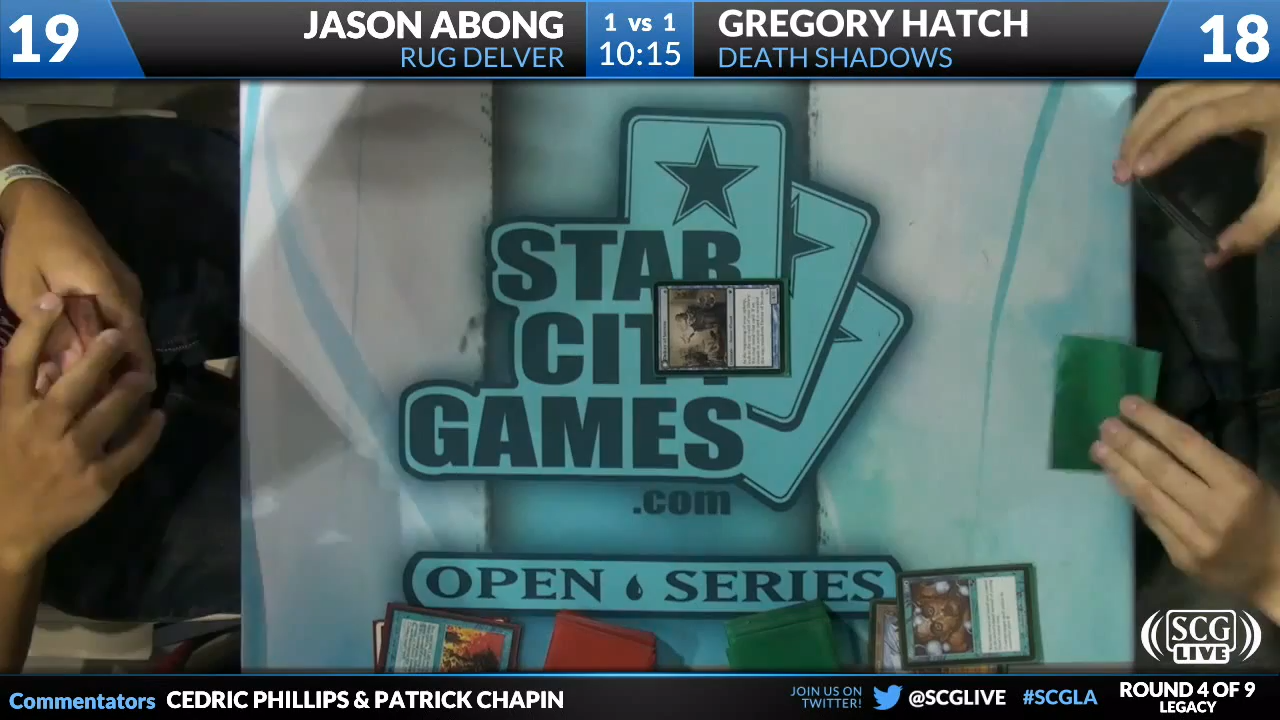 19
JASON ABONG
RUG DELVER
1 vs 1
10:15
GREGORY HATCH
DEATH SHADOWS
18
STAR
CITY
GAMES
.com
OPEN SERIES
SCG
LIVE
Commentators CEDRIC PHILLIPS & PATRICK CHAPIN
JOIN US ON
TWITTER!
@SCGLIVE #SCGLA
ROUND 4 OF 9
LEGACY